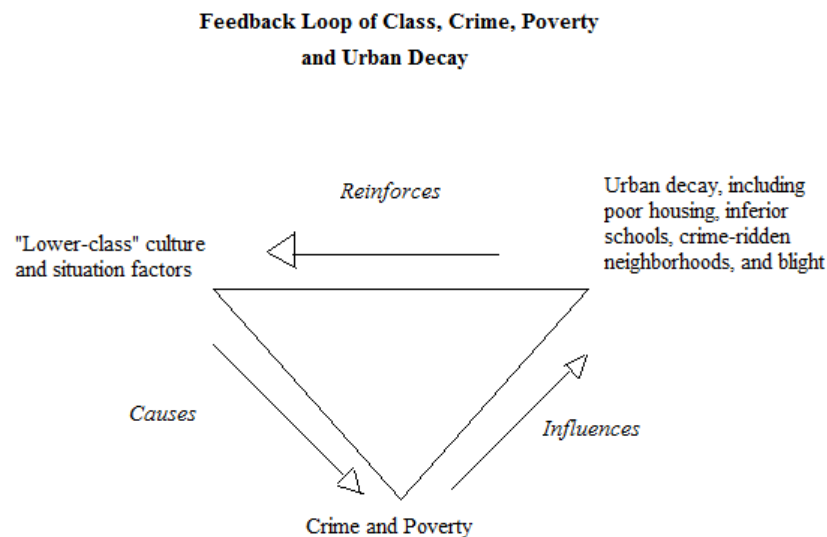 Feedback Loop of Class, Crime, Poverty
and Urban Decay
Reinforces
Urban decay, including
poor housing, inferior
schools, crime-ridden
neighborhoods, and blight
"Lower-class" culture
and situation factors
Causes
Influences
Crime and Poverty